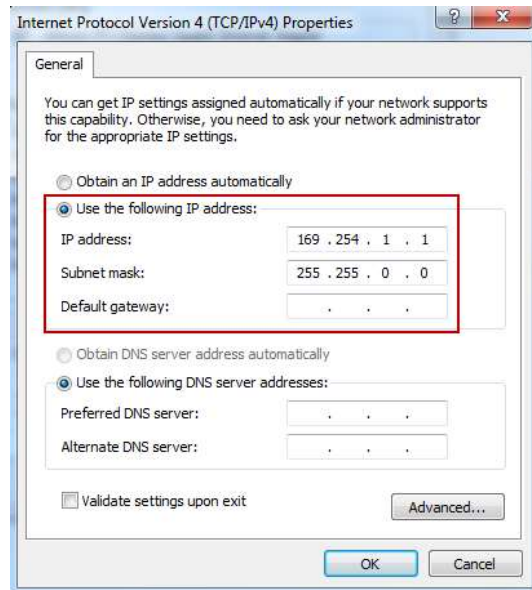 Internet Protocol Version 4 (TCP/IPv4) Properties
?
X
General
You can get IP settings assigned automatically if your network supports
this capability. Otherwise, you need to ask your network administrator
for the appropriate IP settings.
Obtain an IP address automatically
Use the following IP address:
IP address: 169 . 254 . 1 . 1
Subnet mask: 255 . 255 . 0 . 0
Default gateway: . . .
Obtain DNS server address automatically
Use the following DNS server addresses:
Preferred DNS server: . . .
Alternate DNS server: . . .
Validate settings upon exit
Advanced...
OK
Cancel